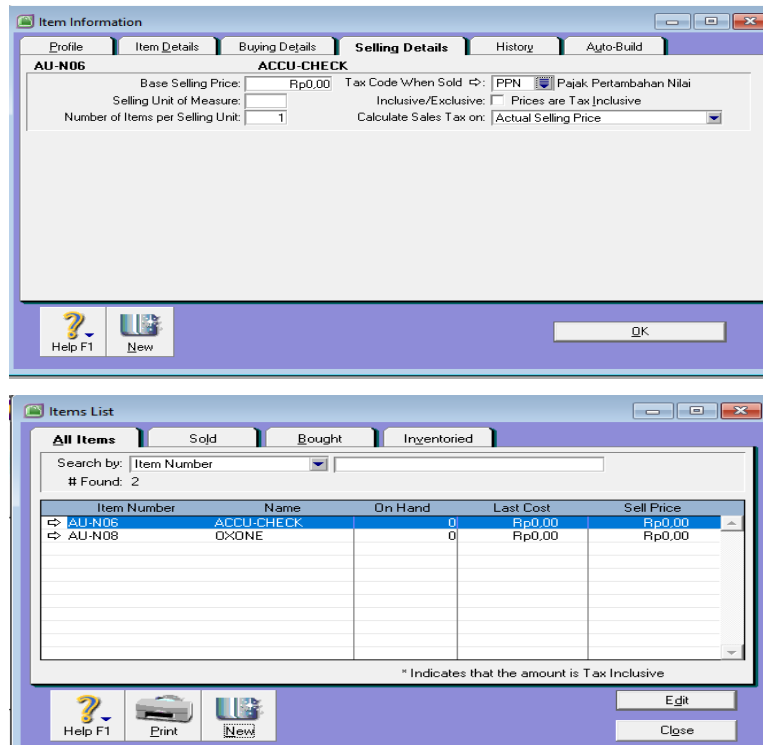 Item Information
Profile Item Details Buying Details Selling Details History Auto-Build
AU-N06 ACCU-CHECK
Base Selling Price: Rp0,00 Tax Code When Sold ⇨: PPN Pajak Pertambahan Nilai
Selling Unit of Measure: Inclusive/Exclusive: Prices are Tax Inclusive
Number of Items per Selling Unit: 1 Calculate Sales Tax on: Actual Selling Price
OK
Help F1 New
Items List
All Items Sold Bought Inventoried
Search by: Item Number
# Found: 2
Item Number Name On Hand Last Cost Sell Price
⇨ AU-N06 ACCU-CHECK 0 Rp0,00 Rp0,00
⇨ AU-N08 OXONE 0 Rp0,00 Rp0,00
* Indicates that the amount is Tax Inclusive
Edit
Help F1 Print New Close